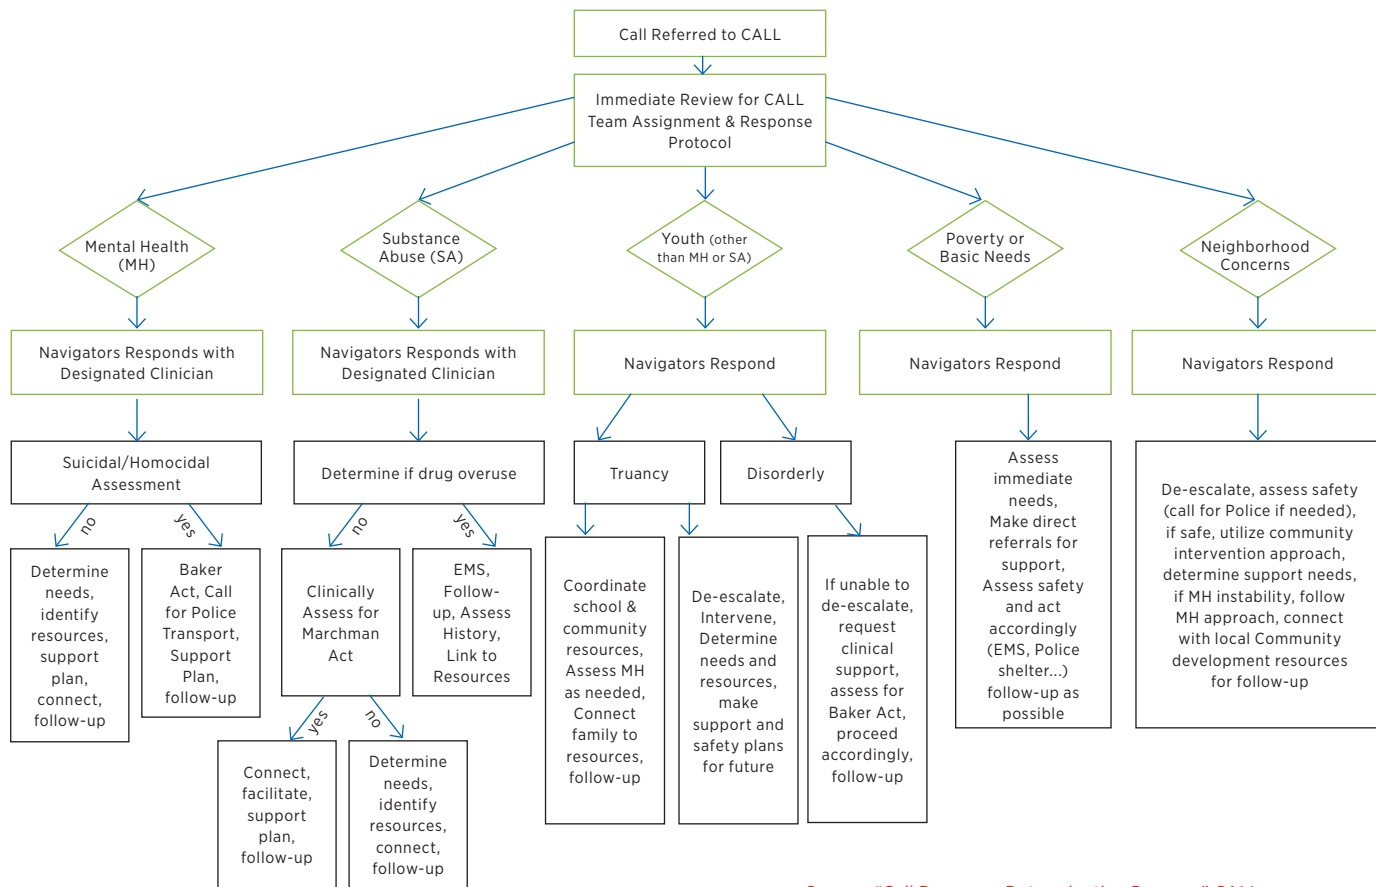 Call Referred to CALL
Immediate Review for CALL
Team Assignment & Response
Protocol
Mental Health
(MH)
Substance
Abuse (SA)
Youth (other
than MH or SA)
Poverty or
Basic Needs
Neighborhood
Concerns
Navigators Responds with
Designated Clinician
Navigators Responds with
Designated Clinician
Navigators Respond
Navigators Respond
Navigators Respond
Suicidal/Homocidal
Assessment
Determine if drug overuse
Truancy
Disorderly
no
yes
no
yes
Determine
needs,
identify
resources,
support
plan,
connect,
follow-up
Baker
Act, Call
for Police
Transport,
Support
Plan,
follow-up
Clinically
Assess for
Marchman
Act
EMS,
Follow-
up, Assess
History,
Link to
Resources
yes
no
Connect,
facilitate,
support
plan,
follow-up
Determine
needs,
identify
resources,
connect,
follow-up
Coordinate
school &
community
resources,
Assess MH
as needed,
Connect
family to
resources,
follow-up
De-escalate,
Intervene,
Determine
needs and
resources,
make
support and
safety plans
for future
If unable to
de-escalate,
request
clinical
support,
assess for
Baker Act,
proceed
accordingly,
follow-up
Assess
immediate
needs,
Make direct
referrals for
support,
Assess safety
and act
accordingly
(EMS, Police
shelter...)
follow-up as
possible
De-escalate, assess safety
(call for Police if needed),
if safe, utilize community
intervention approach,
determine support needs,
if MH instability, follow
MH approach, connect
with local Community
development resources
for follow-up